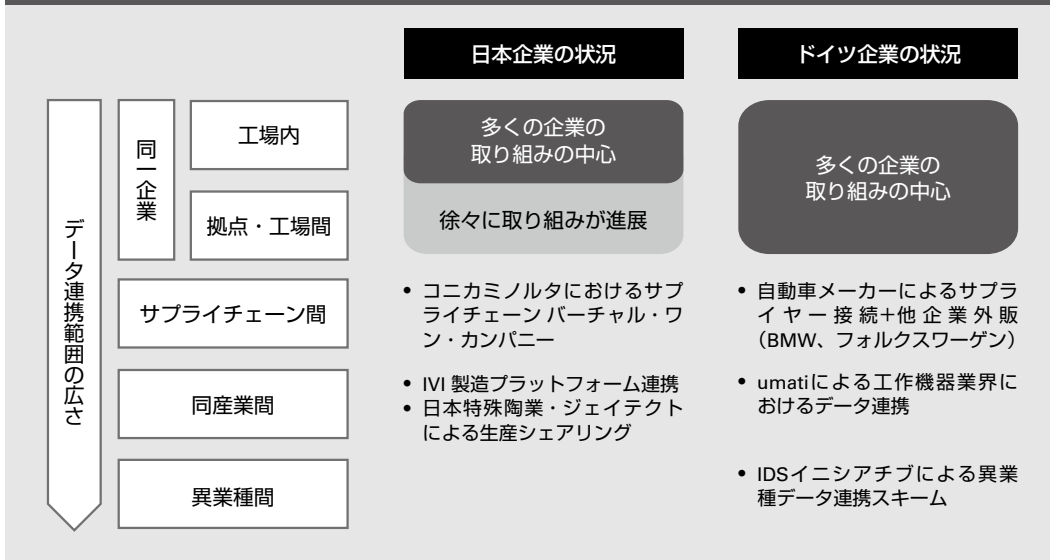 日本企業の状況
ドイツ企業の状況
データ連携範囲の広さ
同一企業
工場内
拠点・工場間
サプライチェーン間
同産業間
異業種間
多くの企業の
取り組みの中心
徐々に取り組みが進展
• コニカミノルタにおけるサプ
ライチェーン バーチャル・ワ
ン・カンパニー
• IVI 製造プラットフォーム連携
• 日本特殊陶業・ジェイテクト
による生産シェアリング
多くの企業の
取り組みの中心
• 自動車メーカーによるサプラ
イヤー接続+他企業外販
（BMW、フォルクスワーゲン）
• umatiによる工作機器業界に
おけるデータ連携
• IDSイニシアチブによる異業
種データ連携スキーム